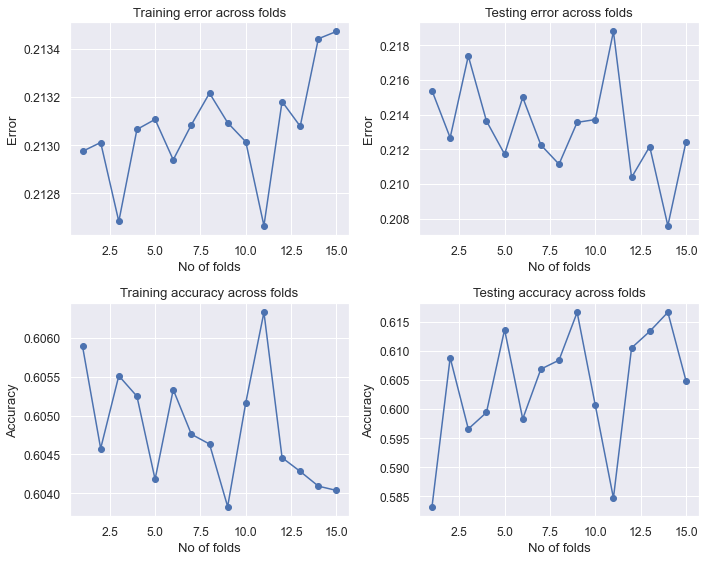 Training error across folds
Error
0.2134
0.2132
0.2130
0.2128
2.5 5.0 7.5 10.0 12.5 15.0
No of folds
Testing error across folds
Error
0.218
0.216
0.214
0.212
0.210
0.208
2.5 5.0 7.5 10.0 12.5 15.0
No of folds
Training accuracy across folds
Accuracy
0.6060
0.6055
0.6050
0.6045
0.6040
2.5 5.0 7.5 10.0 12.5 15.0
No of folds
Testing accuracy across folds
Accuracy
0.615
0.610
0.605
0.600
0.595
0.590
0.585
2.5 5.0 7.5 10.0 12.5 15.0
No of folds